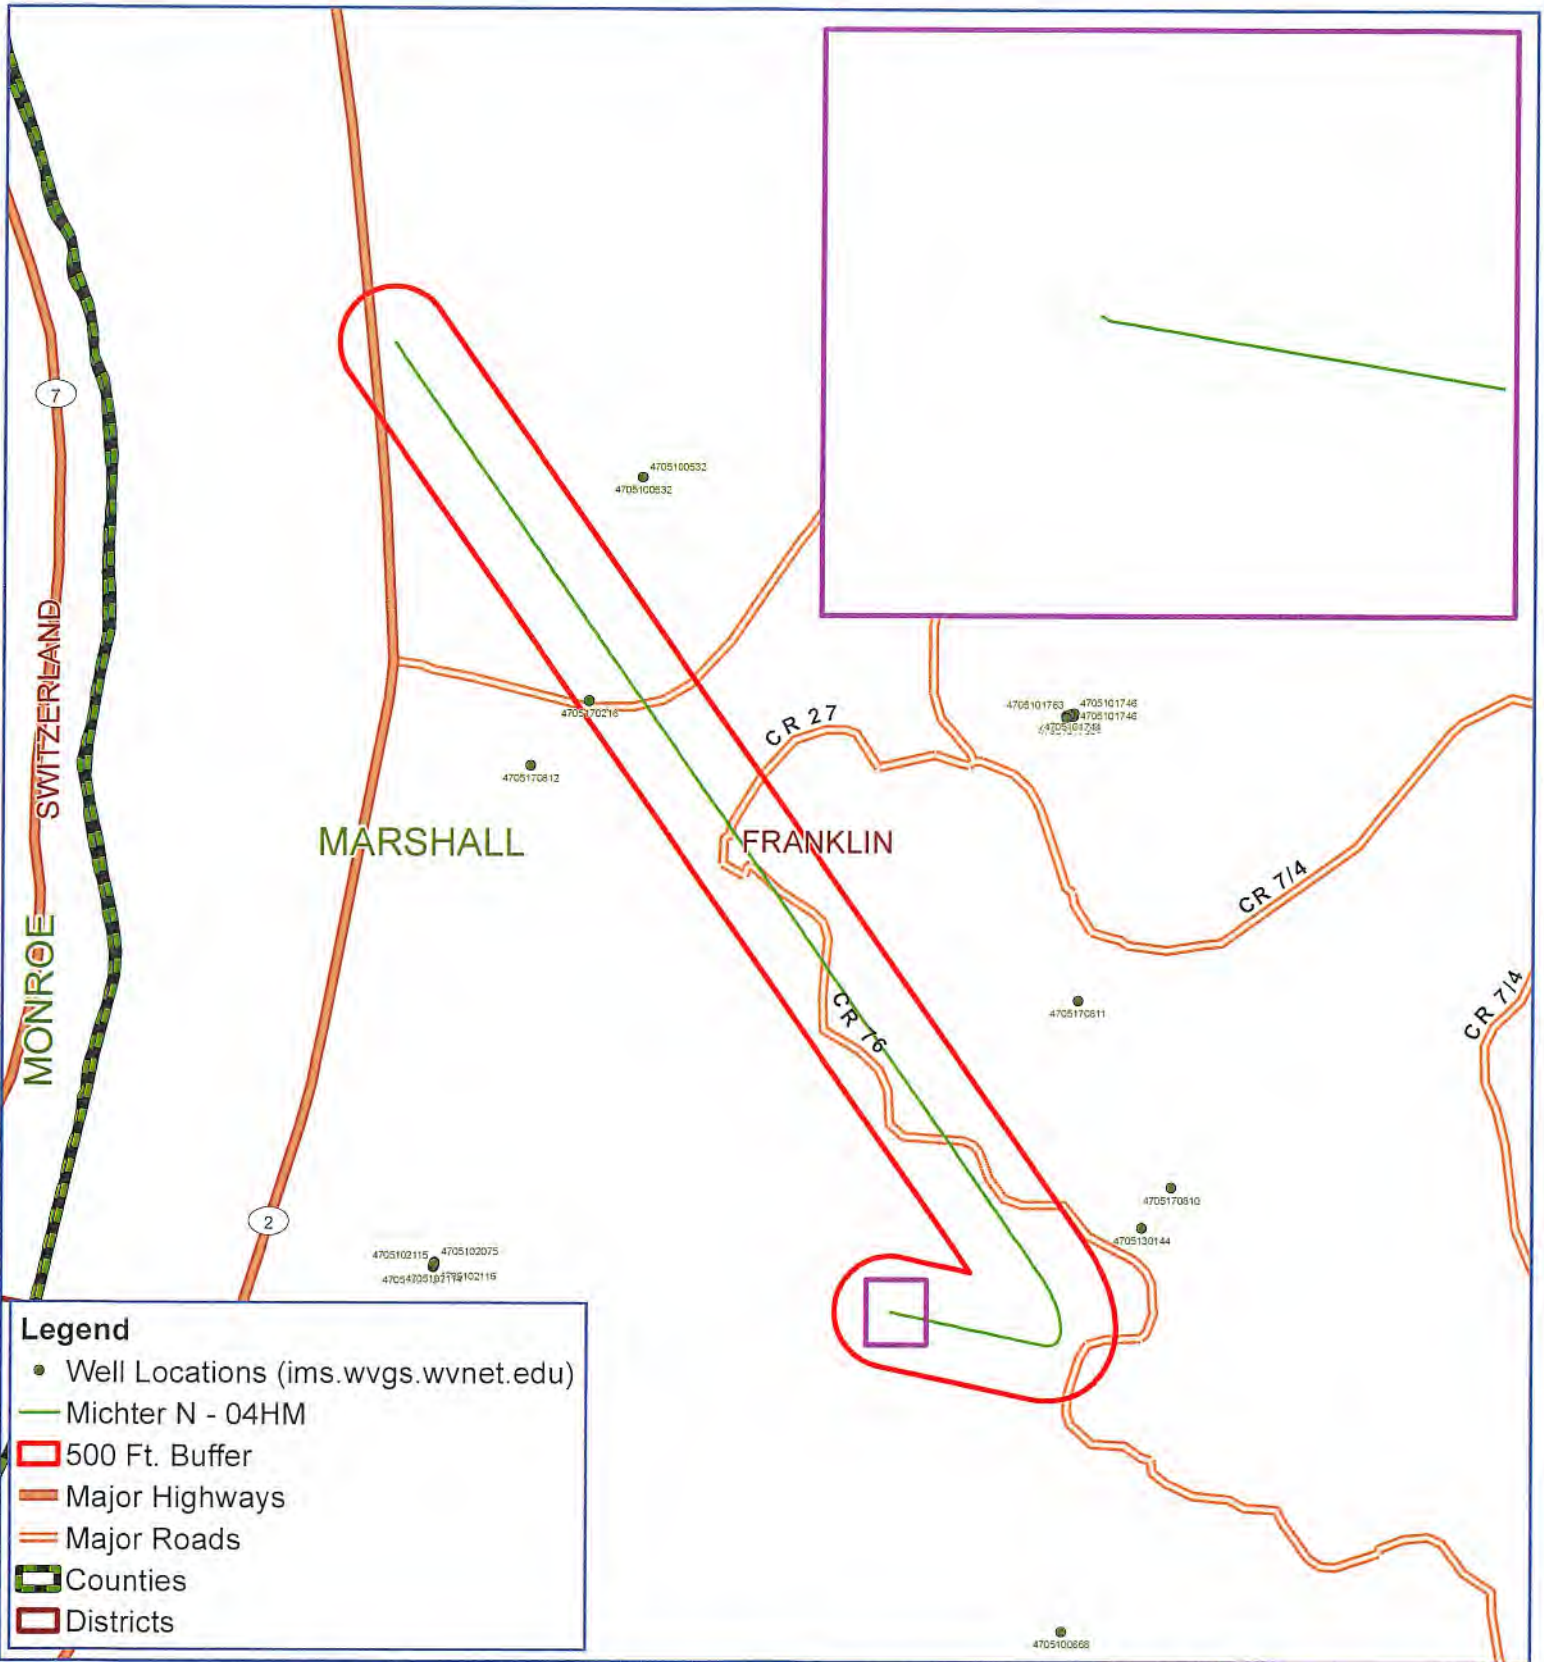 4705100532
4705100632
7
SWITZERLAND
4705170216
CR 27
4705101763
4705101746
4705101746
4705170812
MARSHALL
FRANKLIN
CR 7/4
MONROE
CR 76
4705170811
CR 7/4
4705170810
4705130144
2
4705102115
4705102075
4705102116
Legend
Well Locations (ims.wvgs.wvnet.edu)
Michter N - 04HM
500 Ft. Buffer
Major Highways
Major Roads
Counties
Districts
4705100668